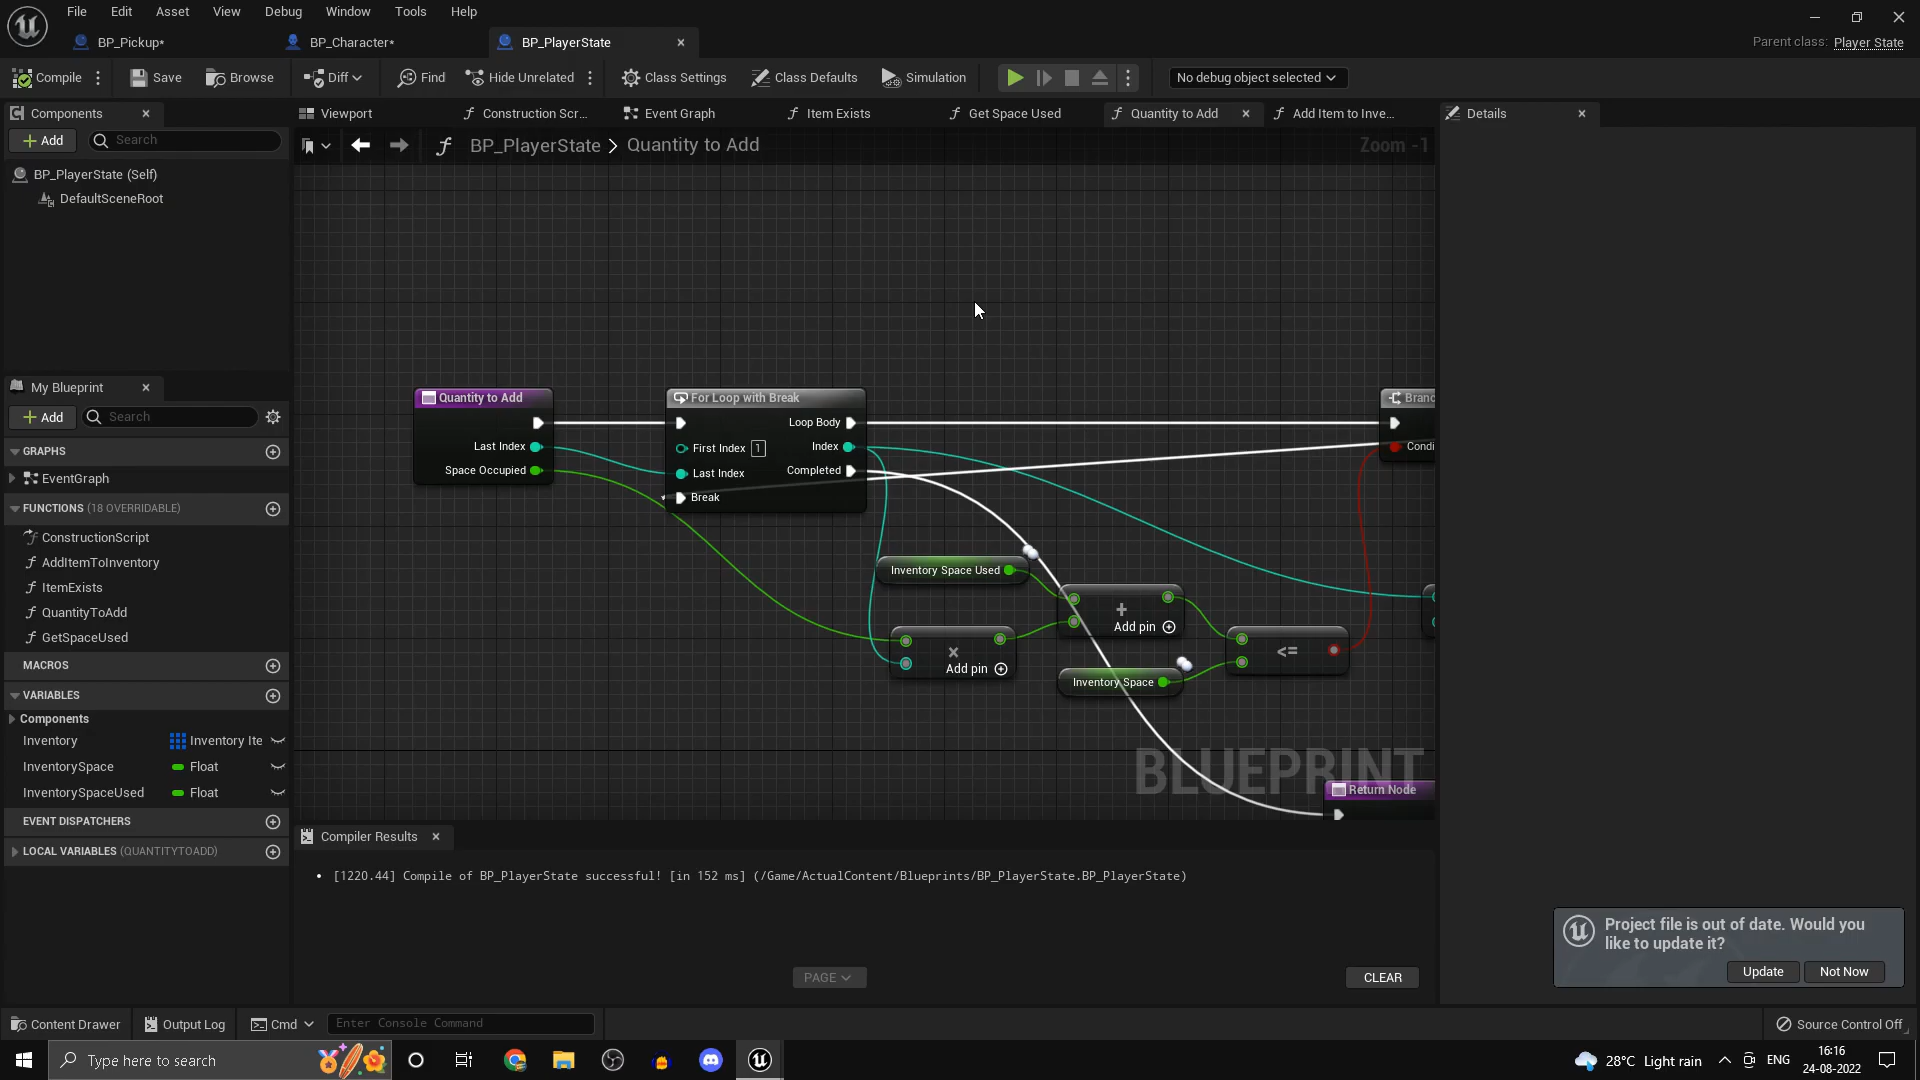 File Edit Asset View Debug Window Tools Help
BP_Pickup* BP_Character* BP_PlayerState
Parent class: Player State
Compile Save Browse Diff Find Hide Unrelated Class Settings Class Defaults Simulation No debug object selected
Components Viewport Construction Scr... Event Graph Item Exists Get Space Used Quantity to Add Add Item to Inve... Details
Add Search
BP_PlayerState > Quantity to Add Zoom -1
BP_PlayerState (Self)
DefaultSceneRoot
My Blueprint
Add Search
GRAPHS
EventGraph
FUNCTIONS (18 OVERRIDABLE)
ConstructionScript
AddItemToInventory
ItemExists
QuantityToAdd
GetSpaceUsed
MACROS
VARIABLES
Components
Inventory Inventory Ite
InventorySpace Float
InventorySpaceUsed Float
EVENT DISPATCHERS
LOCAL VARIABLES (QUANTITYTOADD)
Quantity to Add
Last Index
Space Occupied
For Loop with Break
Loop Body
First Index 1 Index
Last Index Completed
Break
Branc
Condi
Inventory Space Used
+
Add pin
×
Add pin
<=
Inventory Space
BLUEPRINT
Return Node
Compiler Results
• [1220.44] Compile of BP_PlayerState successful! [in 152 ms] (/Game/ActualContent/Blueprints/BP_PlayerState.BP_PlayerState)
PAGE CLEAR
Project file is out of date. Would you
like to update it?
Update Not Now
Content Drawer Output Log Cmd Enter Console Command Source Control Off
Type here to search 28°C Light rain ENG 16:16
24-08-2022